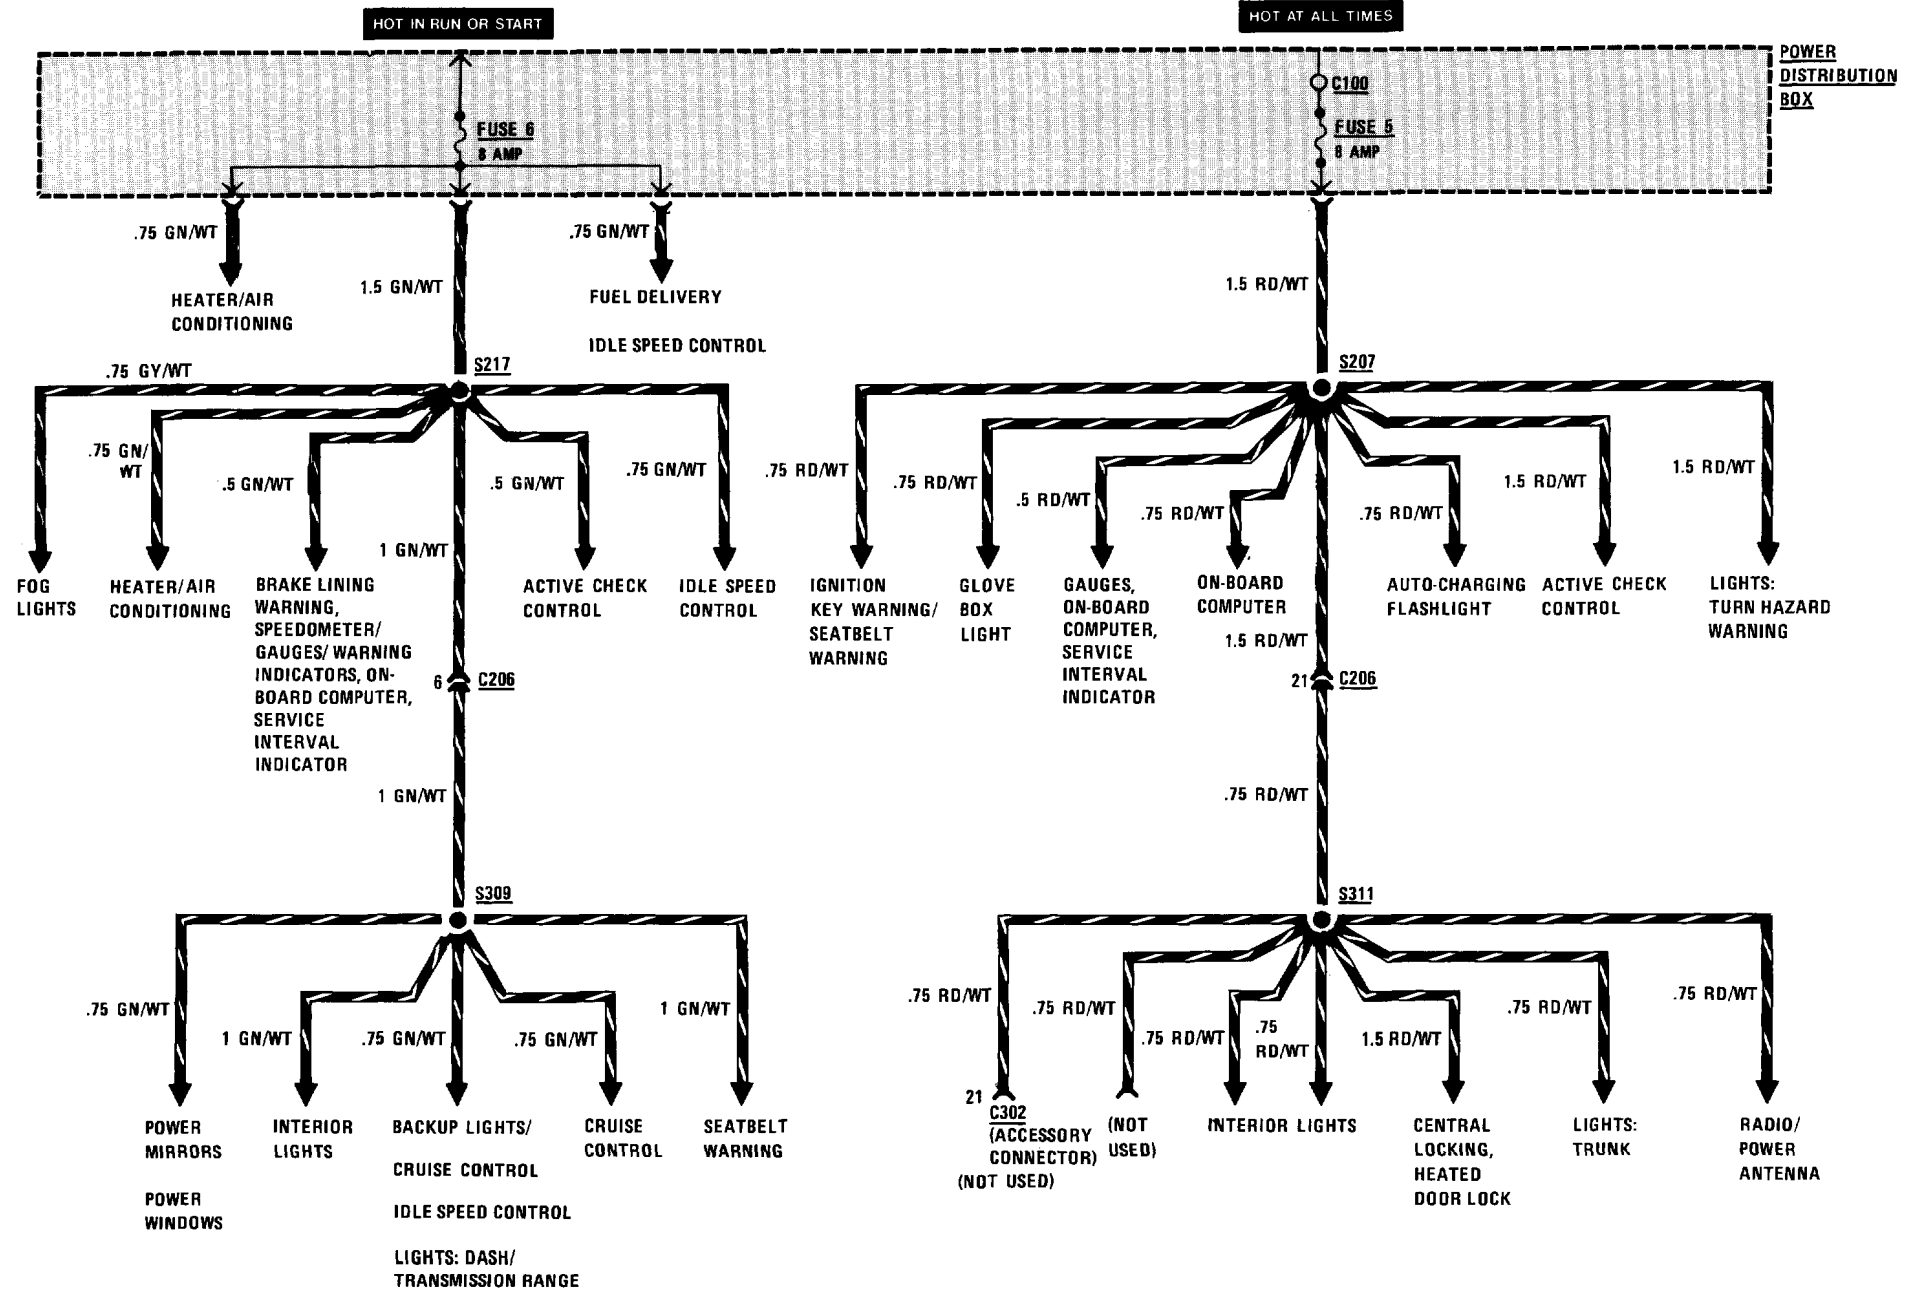 HOT IN RUN OR START
HOT AT ALL TIMES
POWER
DISTRIBUTION
BOX
C100
FUSE 6
8 AMP
FUSE 5
8 AMP
.75 GN/WT
.75 GN/WT
1.5 GN/WT
1.5 RD/WT
HEATER/AIR
CONDITIONING
FUEL DELIVERY
IDLE SPEED CONTROL
S217
S207
.75 GY/WT
.75 GN/
WT
.5 GN/WT
.5 GN/WT
.75 GN/WT
.75 RD/WT
.75 RD/WT
.5 RD/WT
.75 RD/WT
.75 RD/WT
1.5 RD/WT
1.5 RD/WT
1 GN/WT
FOG
LIGHTS
HEATER/AIR
CONDITIONING
BRAKE LINING
WARNING,
SPEEDOMETER/
GAUGES/ WARNING
INDICATORS, ON-
BOARD COMPUTER,
SERVICE
INTERVAL
INDICATOR
ACTIVE CHECK
CONTROL
IDLE SPEED
CONTROL
IGNITION
KEY WARNING/
SEATBELT
WARNING
GLOVE
BOX
LIGHT
GAUGES,
ON-BOARD
COMPUTER,
SERVICE
INTERVAL
INDICATOR
ON-BOARD
COMPUTER
AUTO-CHARGING
FLASHLIGHT
ACTIVE CHECK
CONTROL
LIGHTS:
TURN HAZARD
WARNING
1.5 RD/WT
6 C206
21 C206
1 GN/WT
.75 RD/WT
S309
S311
.75 GN/WT
1 GN/WT
.75 GN/WT
.75 GN/WT
1 GN/WT
.75 RD/WT
.75 RD/WT
.75 RD/WT
.75
RD/WT
1.5 RD/WT
.75 RD/WT
.75 RD/WT
POWER
MIRRORS
POWER
WINDOWS
INTERIOR
LIGHTS
BACKUP LIGHTS/
CRUISE CONTROL
IDLE SPEED CONTROL
LIGHTS: DASH/
TRANSMISSION RANGE
CRUISE
CONTROL
SEATBELT
WARNING
21
C302
(ACCESSORY
CONNECTOR)
(NOT USED)
(NOT
USED)
INTERIOR LIGHTS
CENTRAL
LOCKING,
HEATED
DOOR LOCK
LIGHTS:
TRUNK
RADIO/
POWER
ANTENNA